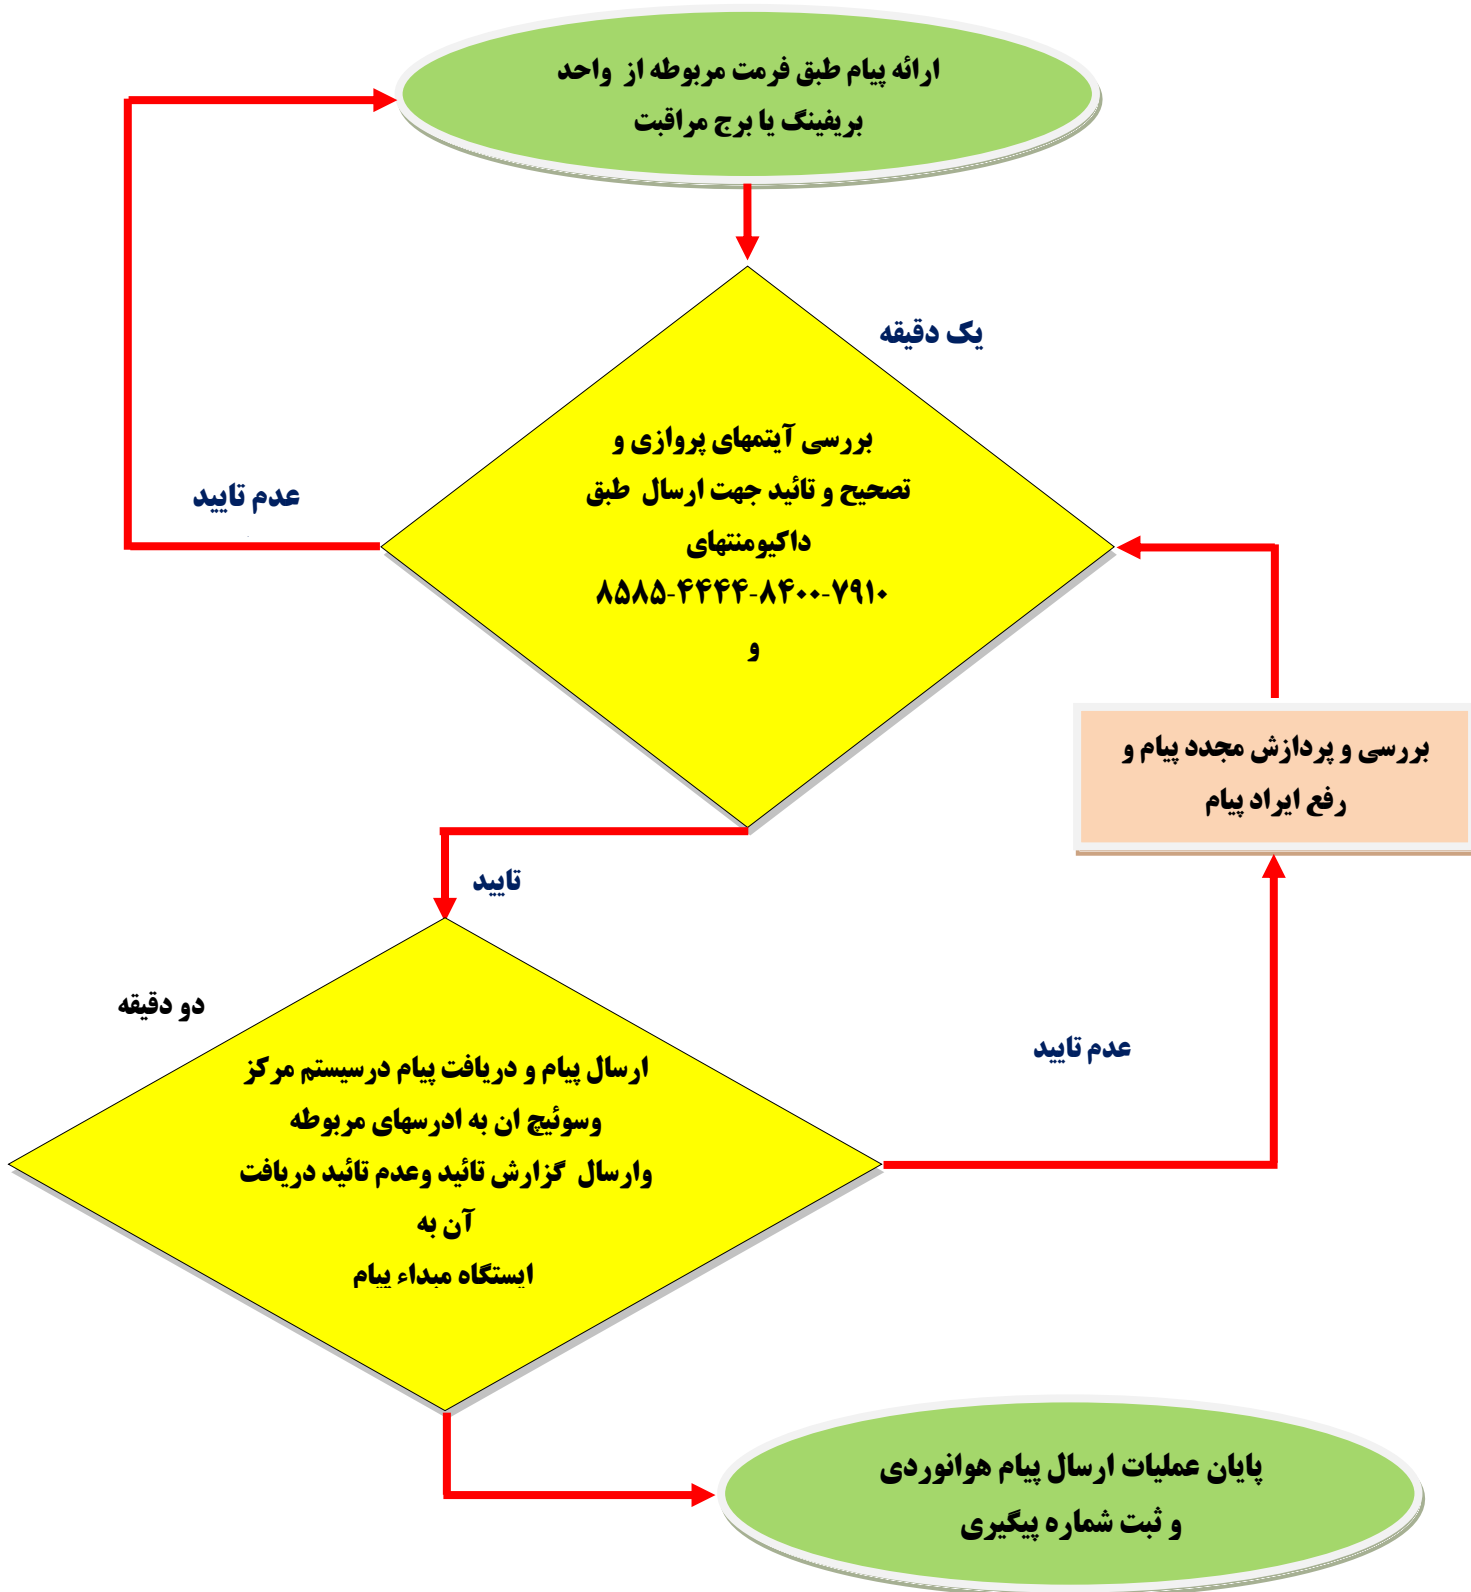 ارائه پیام طبق فرمت مربوطه از واحد
بریفینگ یا برج مراقبت
یک دقیقه
بررسی آیتمهای پروازی و
تصحیح و تائید جهت ارسال طبق
داکیومنتهای
۸۵۸۵-۴۴۴۴-۸۴۰۰-۷۹۱۰
و
عدم تایید
بررسی و پردازش مجدد پیام و
رفع ایراد پیام
تایید
دو دقیقه
ارسال پیام و دریافت پیام درسیستم مرکز
وسوئیچ ان به ادرسهای مربوطه
وارسال گزارش تائید وعدم تائید دریافت
آن به
ایستگاه مبداء پیام
عدم تایید
پایان عملیات ارسال پیام هوانوردی
و ثبت شماره پیگیری